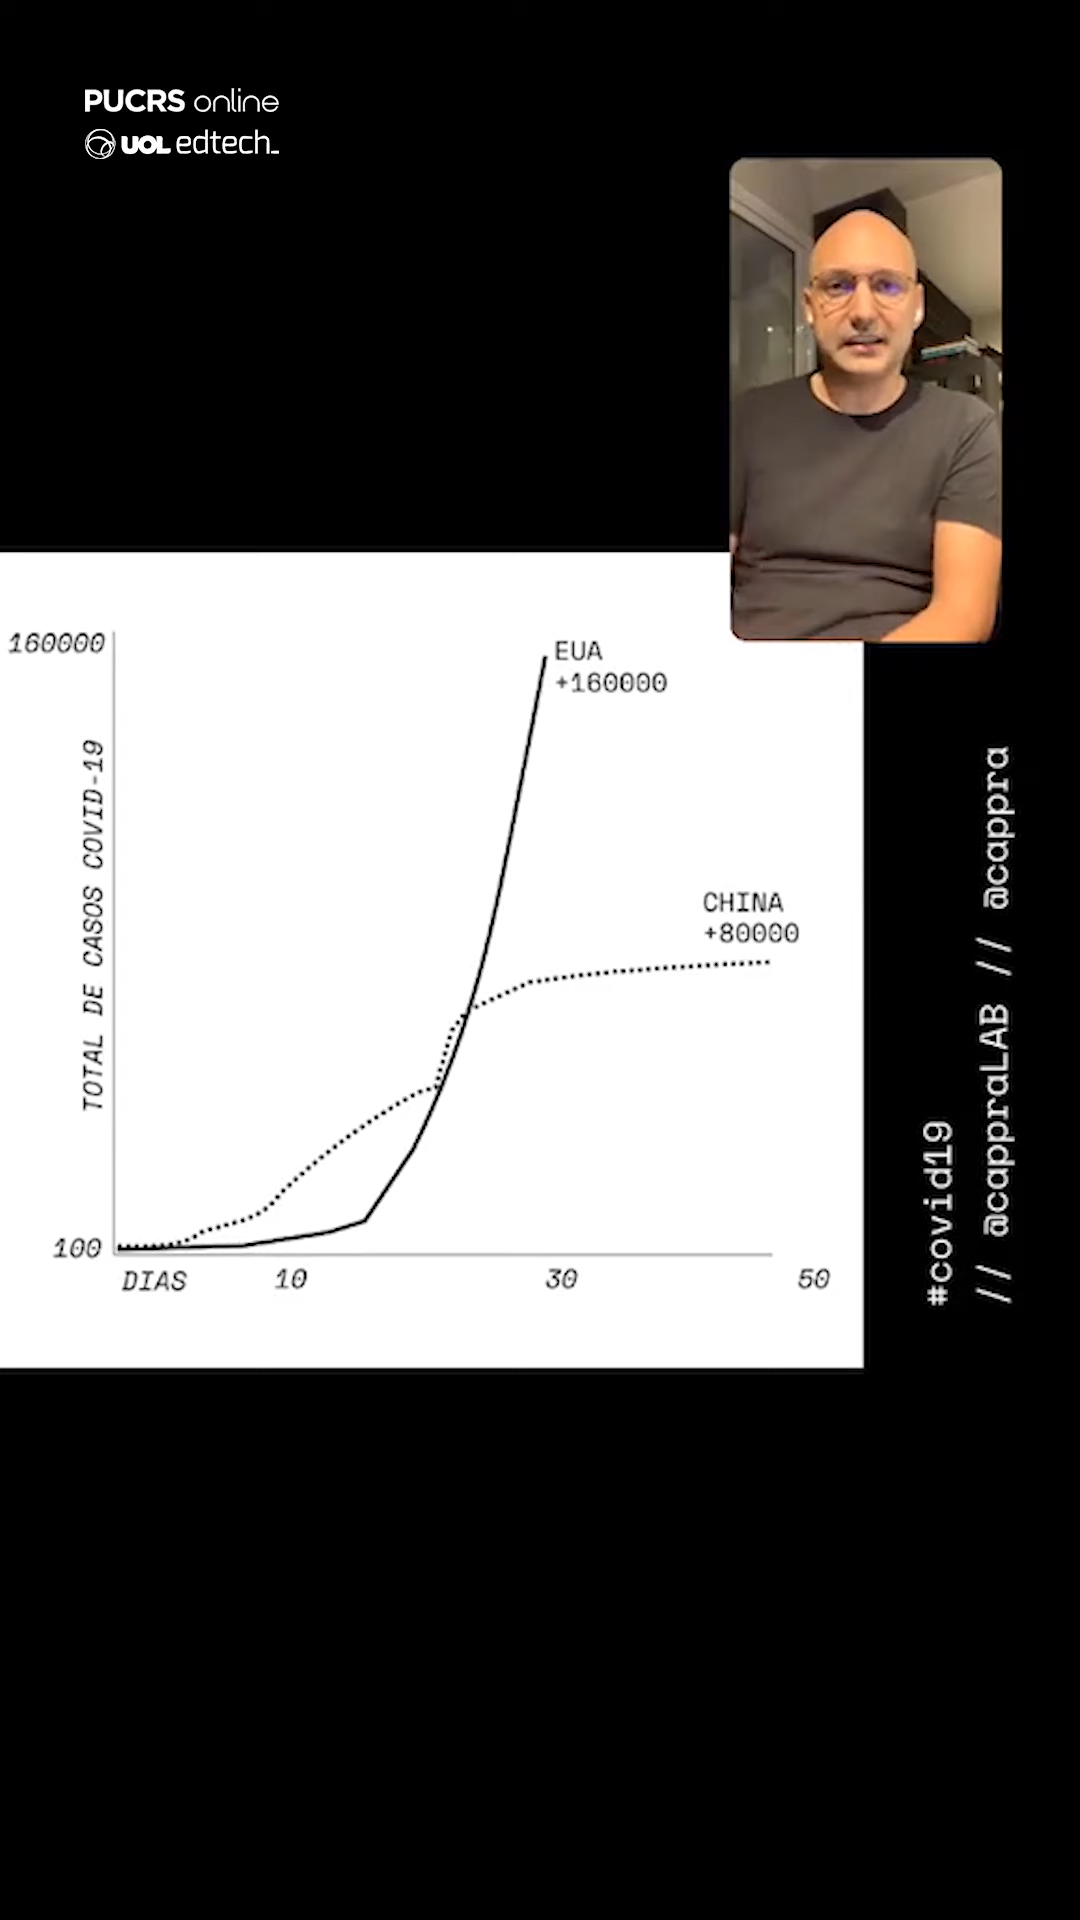 PUCRS online
UOL edtech_
160000
EUA
+160000
TOTAL DE CASOS COVID-19
CHINA
+80000
100
DIAS 10 30 50
#covid19
// @cappraLAB // @cappra